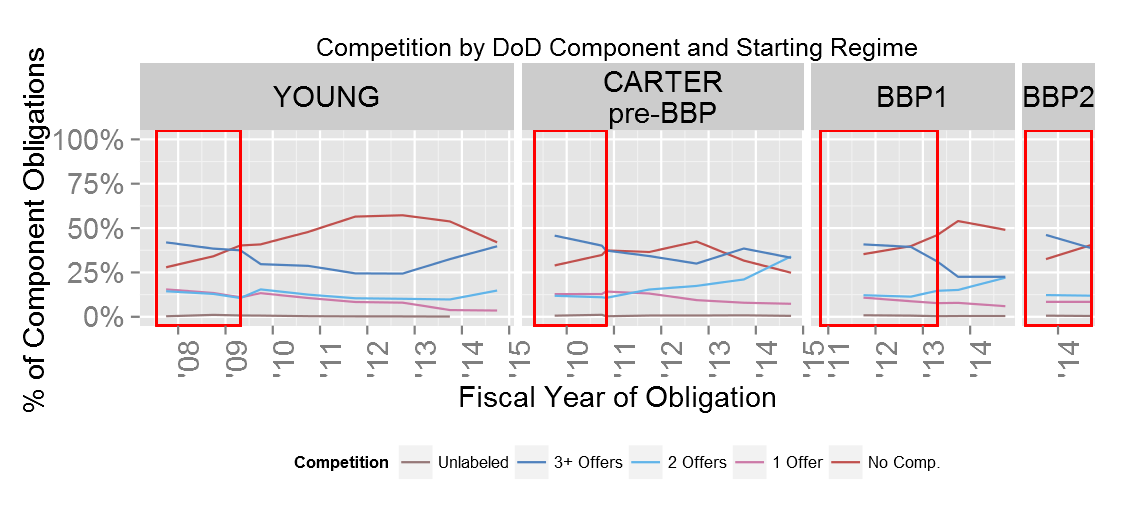 Competition by DoD Component and Starting Regime
YOUNG
CARTER
pre-BBP
BBP1
BBP2
% of Component Obligations
100%
75%
50%
25%
0%
'08 '09 '10 '11 '12 '13 '14 '15
'10 '11 '12 '13 '14 '15
'11 '12 '13 '14
'14
Fiscal Year of Obligation
Competition Unlabeled 3+ Offers 2 Offers 1 Offer No Comp.